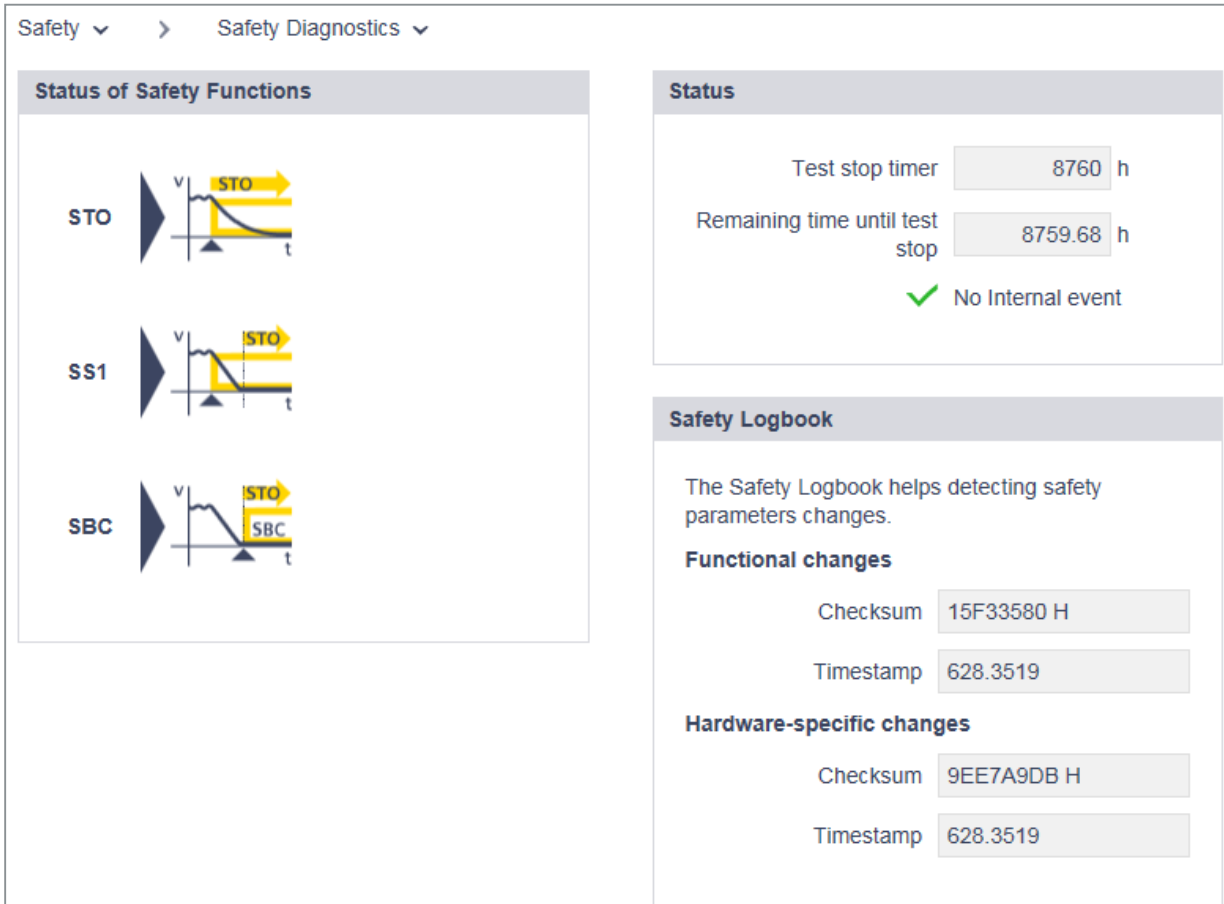 Safety > Safety Diagnostics
Status of Safety Functions
STO
V
STO
t
SS1
V
STO
t
SBC
V
STO
SBC
t
Status
Test stop timer 8760 h
Remaining time until test
stop 8759.68 h
No Internal event
Safety Logbook
The Safety Logbook helps detecting safety
parameters changes.
Functional changes
Checksum 15F33580 H
Timestamp 628.3519
Hardware-specific changes
Checksum 9EE7A9DB H
Timestamp 628.3519